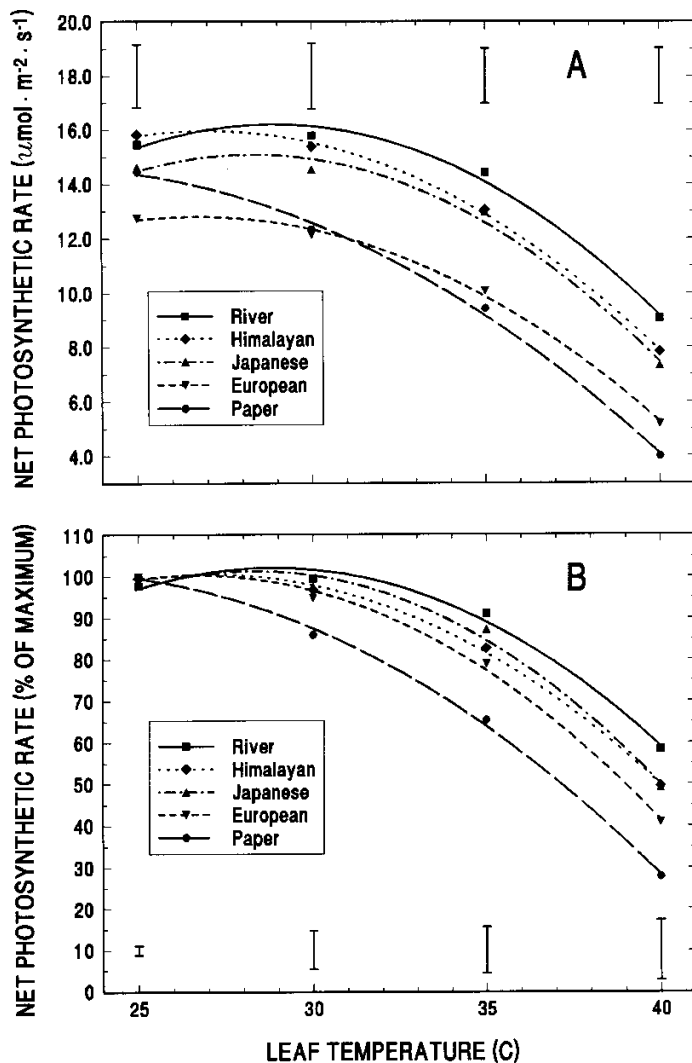 NET PHOTOSYNTHETIC RATE (umol · m⁻² · s⁻¹)
20.0
18.0
16.0
14.0
12.0
10.0
8.0
6.0
4.0
A
River
Himalayan
Japanese
European
Paper
NET PHOTOSYNTHETIC RATE (% OF MAXIMUM)
110
100
90
80
70
60
50
40
30
20
10
0
B
River
Himalayan
Japanese
European
Paper
25
30
35
40
LEAF TEMPERATURE (C)